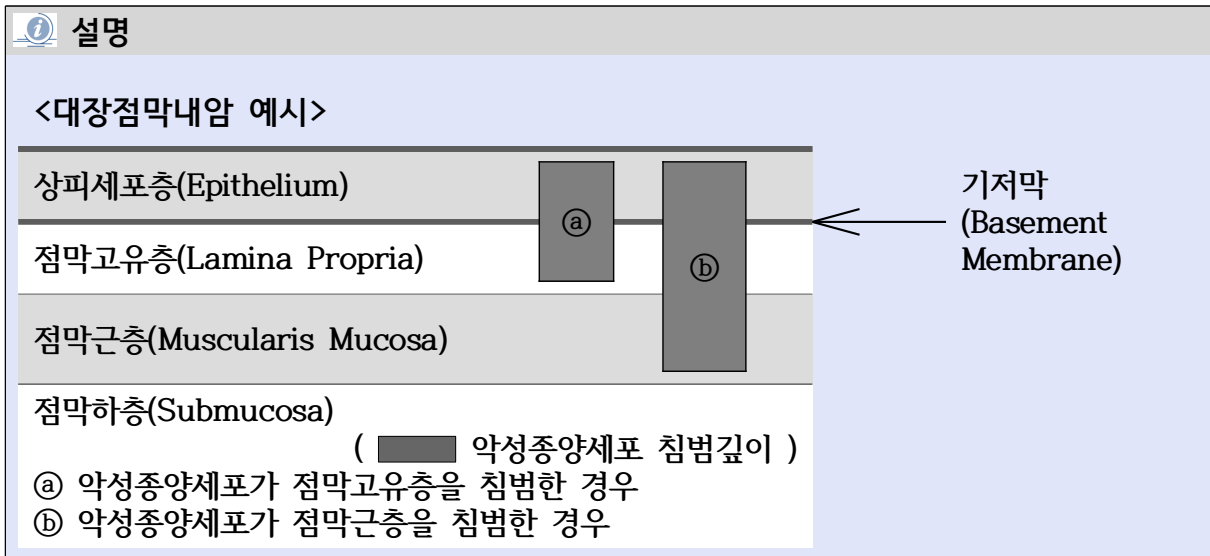 설명
<대장점막내암 예시>
상피세포층(Epithelium)
ⓐ
기저막
(Basement
Membrane)
점막고유층(Lamina Propria)
ⓑ
점막근층(Muscularis Mucosa)
점막하층(Submucosa)
( 악성종양세포 침범깊이 )
ⓐ 악성종양세포가 점막고유층을 침범한 경우
ⓑ 악성종양세포가 점막근층을 침범한 경우